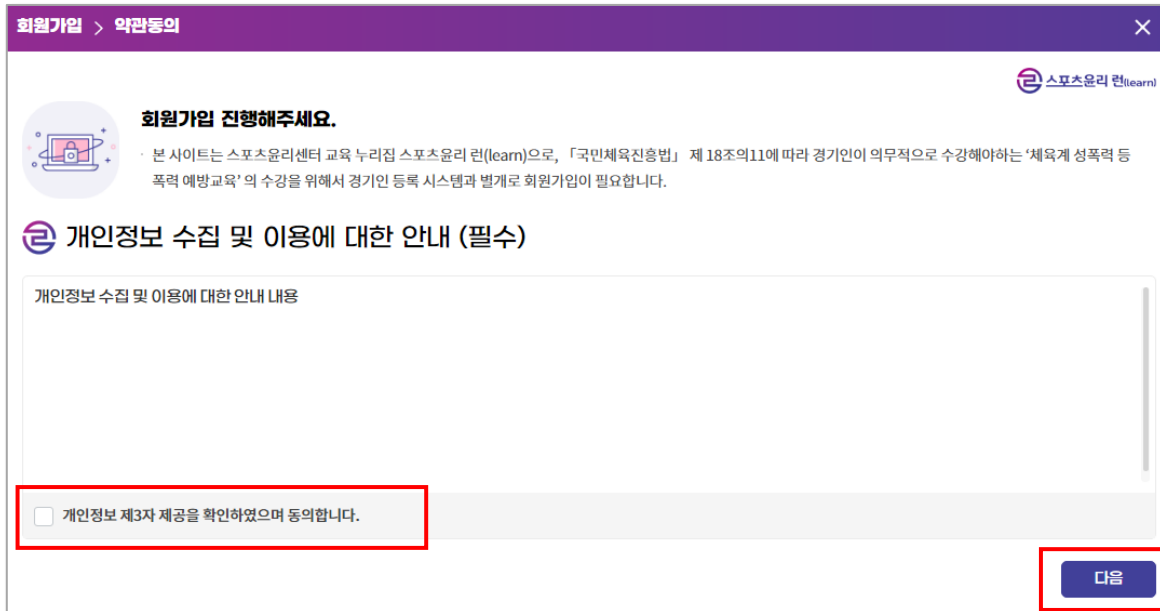 회원가입 > 약관동의
스포츠윤리 런(learn)
회원가입 진행해주세요.
· 본 사이트는 스포츠윤리센터 교육 누리집 스포츠윤리 런(learn)으로, 「국민체육진흥법」 제 18조의11에 따라 경기인이 의무적으로 수강해야하는 ‘체육계 성폭력 등
폭력 예방교육’ 의 수강을 위해서 경기인 등록 시스템과 별개로 회원가입이 필요합니다.
개인정보 수집 및 이용에 대한 안내 (필수)
개인정보 수집 및 이용에 대한 안내 내용
개인정보 제3자 제공을 확인하였으며 동의합니다.
다음